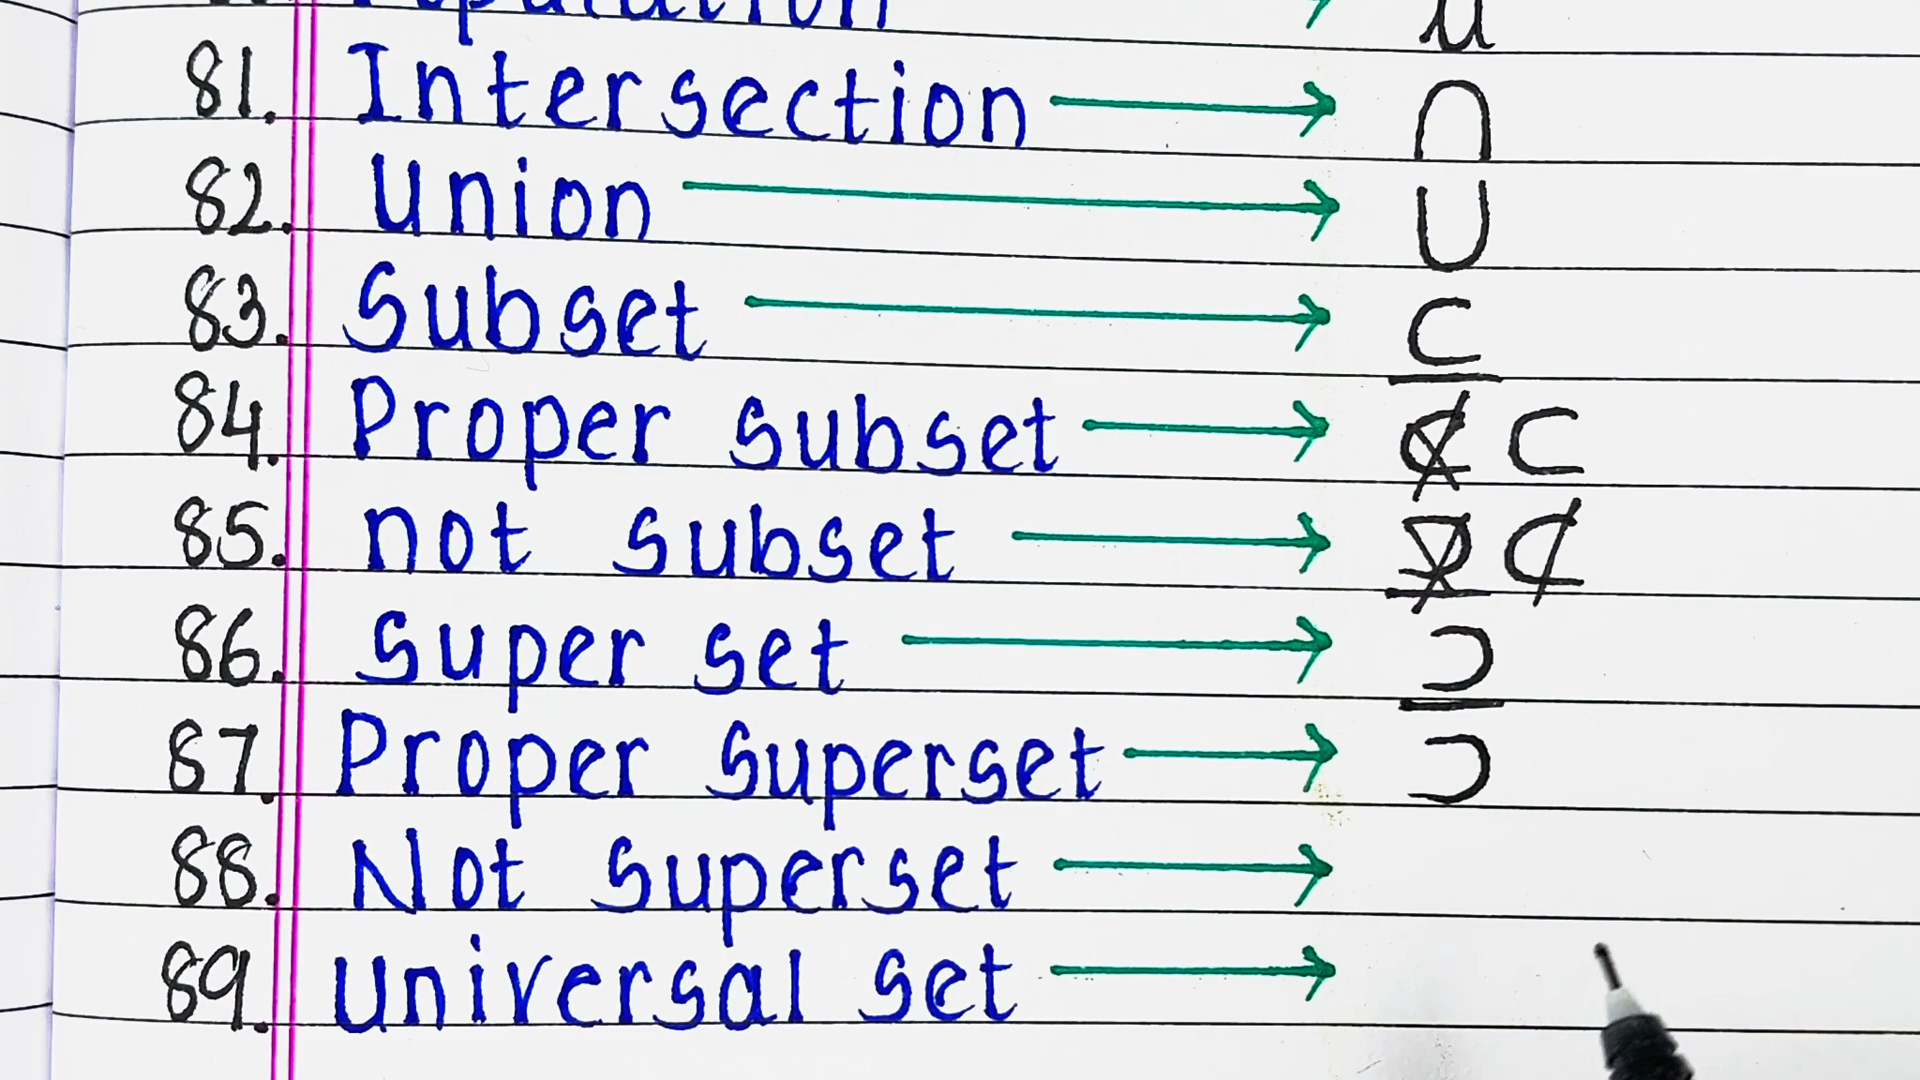 Population → μ
81. Intersection → ∩
82. Union → ∪
83. Subset → ⊆
84. Proper subset → ⊂
85. not subset → ⊄
86. Super set → ⊇
87. Proper Superset → ⊃
88. Not Superset →
89. Universal set →